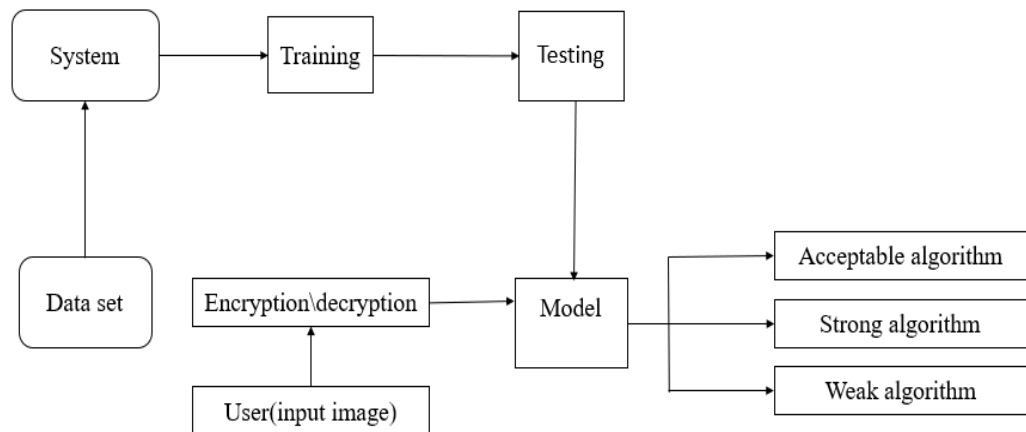 System
Training
Testing
Data set
Encryption\decryption
Model
Acceptable algorithm
Strong algorithm
User(input image)
Weak algorithm